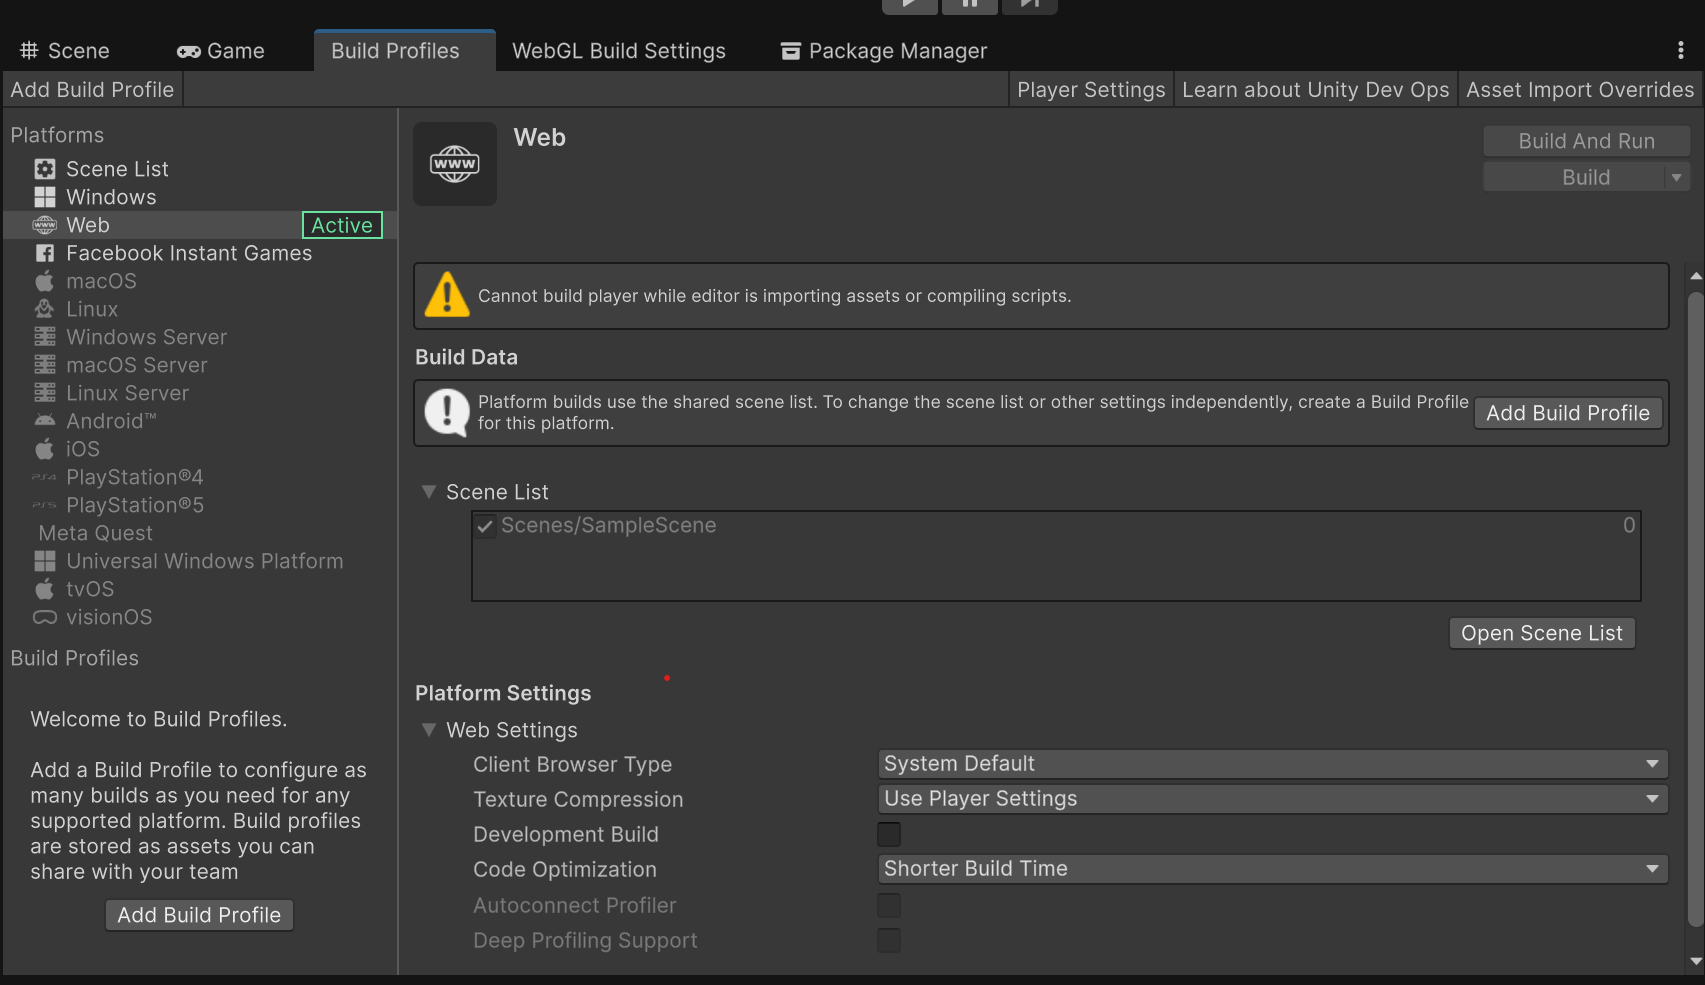 Scene
Game
Build Profiles
WebGL Build Settings
Package Manager
Add Build Profile
Player Settings
Learn about Unity Dev Ops
Asset Import Overrides
Platforms
Scene List
Windows
WWW
Web
Active
Facebook Instant Games
macOS
Linux
Windows Server
macOS Server
Linux Server
Android™
iOS
PS4
PlayStation®4
PS5
PlayStation®5
Meta Quest
Universal Windows Platform
tvOS
visionOS
Build Profiles
Welcome to Build Profiles.
Add a Build Profile to configure as
many builds as you need for any
supported platform. Build profiles
are stored as assets you can
share with your team
Add Build Profile
WWW
Web
Build And Run
Build
Cannot build player while editor is importing assets or compiling scripts.
Build Data
Platform builds use the shared scene list. To change the scene list or other settings independently, create a Build Profile
for this platform.
Add Build Profile
Scene List
Scenes/SampleScene 0
Open Scene List
Platform Settings
Web Settings
Client Browser Type System Default
Texture Compression Use Player Settings
Development Build
Code Optimization Shorter Build Time
Autoconnect Profiler
Deep Profiling Support